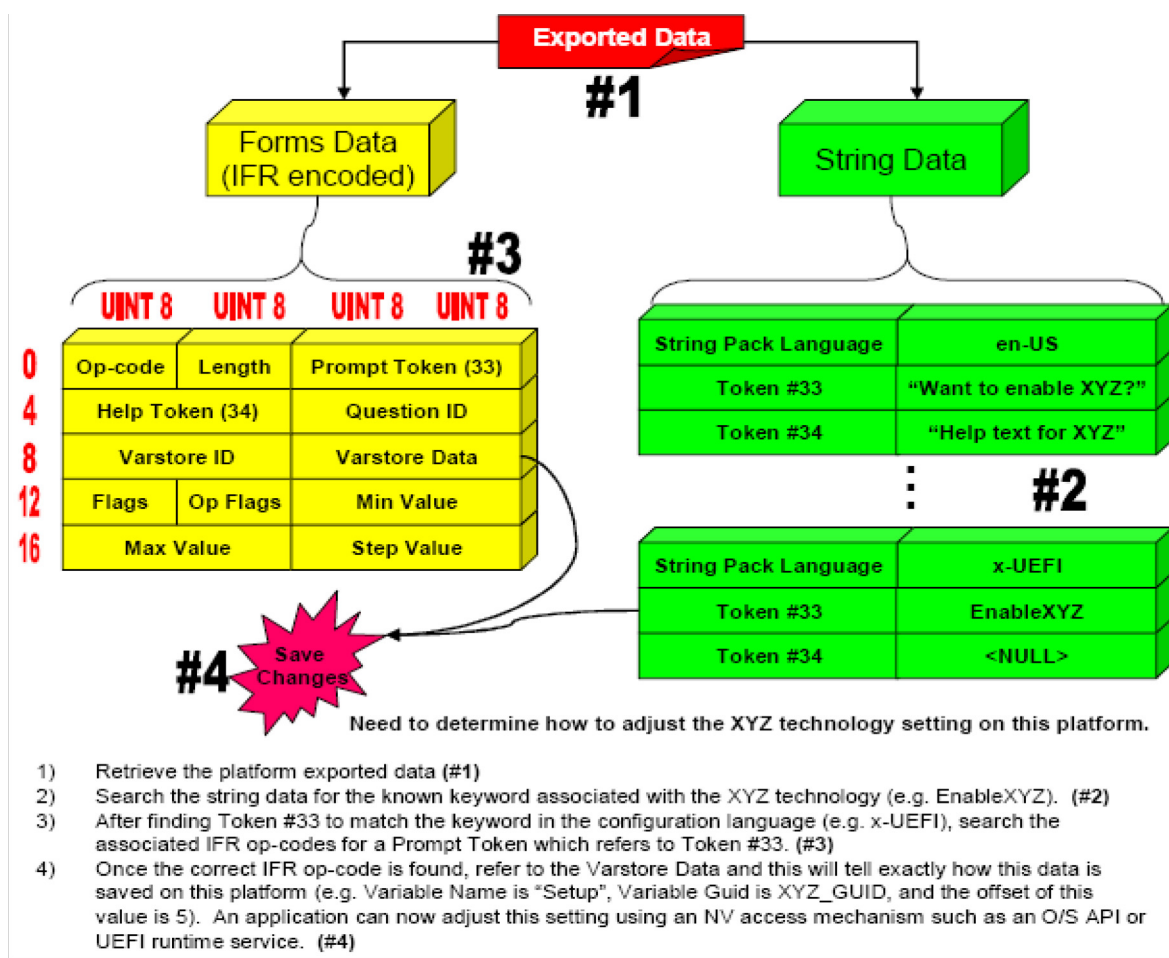 Exported Data
#1
Forms Data
(IFR encoded)
String Data
#3
UINT 8 UINT 8 UINT 8 UINT 8
0 Op-code Length Prompt Token (33)
4 Help Token (34) Question ID
8 Varstore ID Varstore Data
12 Flags Op Flags Min Value
16 Max Value Step Value
String Pack Language en-US
Token #33 “Want to enable XYZ?”
Token #34 “Help text for XYZ”
⋮ #2
String Pack Language x-UEFI
Token #33 EnableXYZ
Token #34 <NULL>
#4 Save
Changes
Need to determine how to adjust the XYZ technology setting on this platform.
1) Retrieve the platform exported data (#1)
2) Search the string data for the known keyword associated with the XYZ technology (e.g. EnableXYZ). (#2)
3) After finding Token #33 to match the keyword in the configuration language (e.g. x-UEFI), search the
associated IFR op-codes for a Prompt Token which refers to Token #33. (#3)
4) Once the correct IFR op-code is found, refer to the Varstore Data and this will tell exactly how this data is
saved on this platform (e.g. Variable Name is “Setup”, Variable Guid is XYZ_GUID, and the offset of this
value is 5). An application can now adjust this setting using an NV access mechanism such as an O/S API or
UEFI runtime service. (#4)